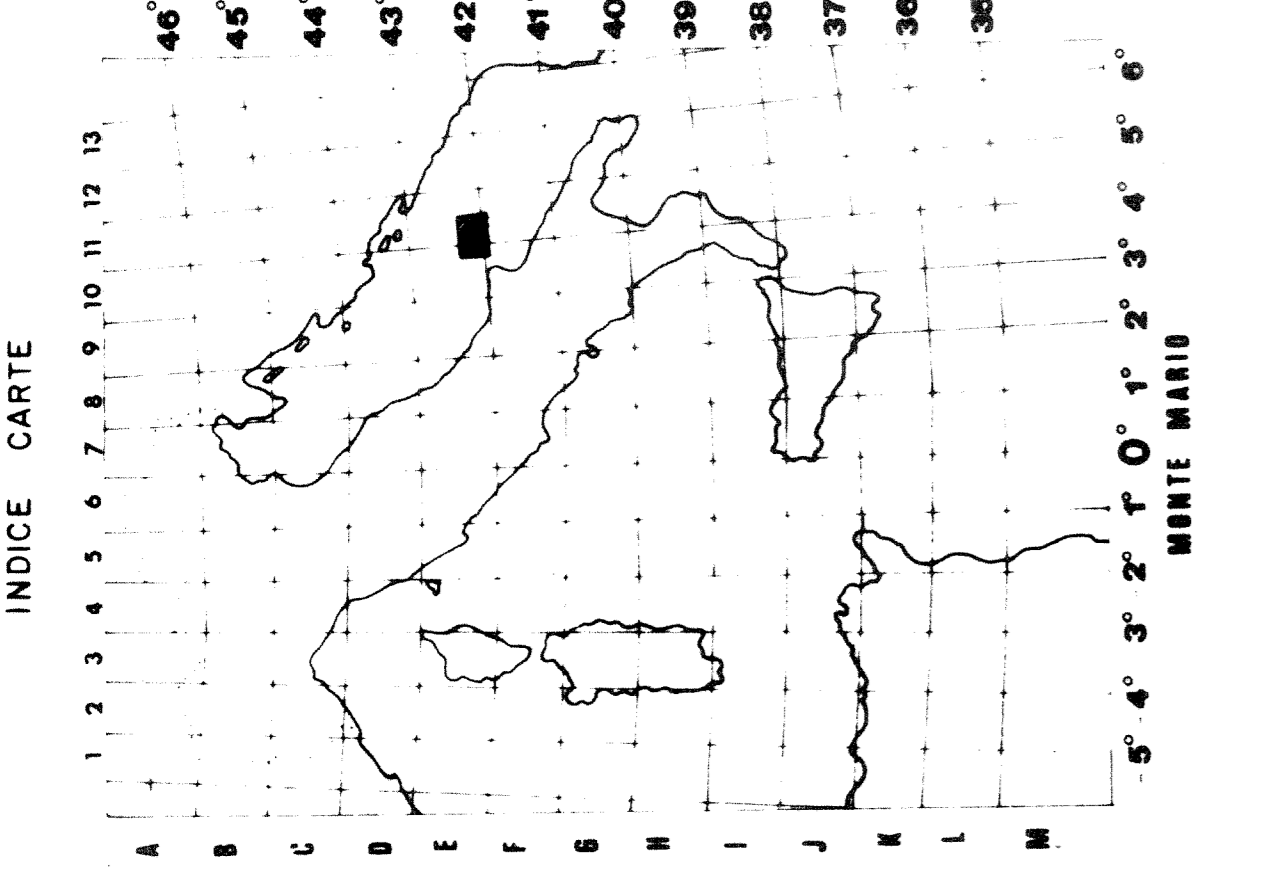 INDICE CARTE
1 2 3 4 5 6 7 8 9 10 11 12 13
46° 45° 44° 43° 42 41° 40 39 38 37 36 35
A B C D E F G H I J K L M
5° 4° 3° 2° 1° 0° 1° 2° 3° 4° 5° 6°
MONTE MARIO